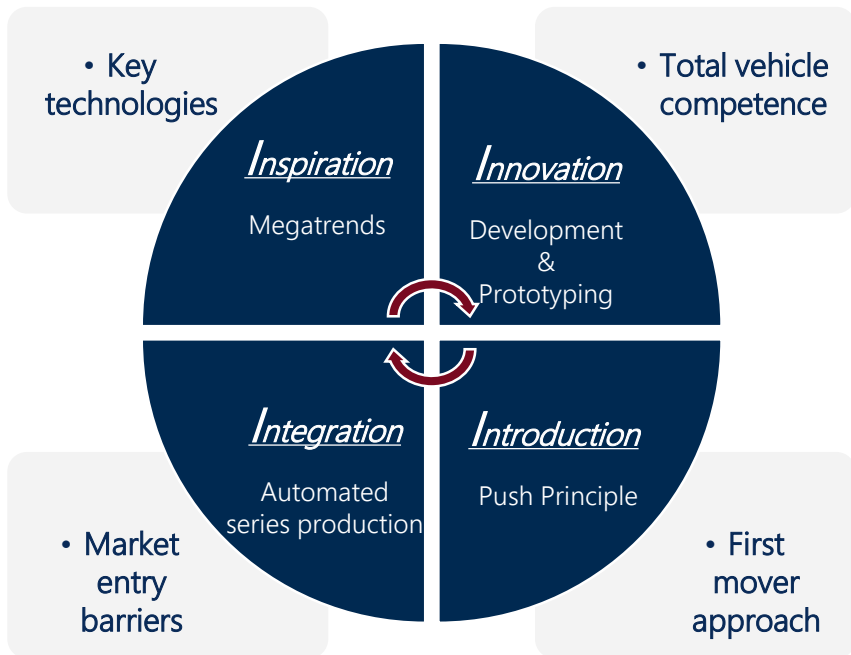 • Key
technologies
• Total vehicle
competence
Inspiration
Megatrends
Innovation
Development
&
Prototyping
Integration
Automated
series production
Introduction
Push Principle
• Market
entry
barriers
• First
mover
approach